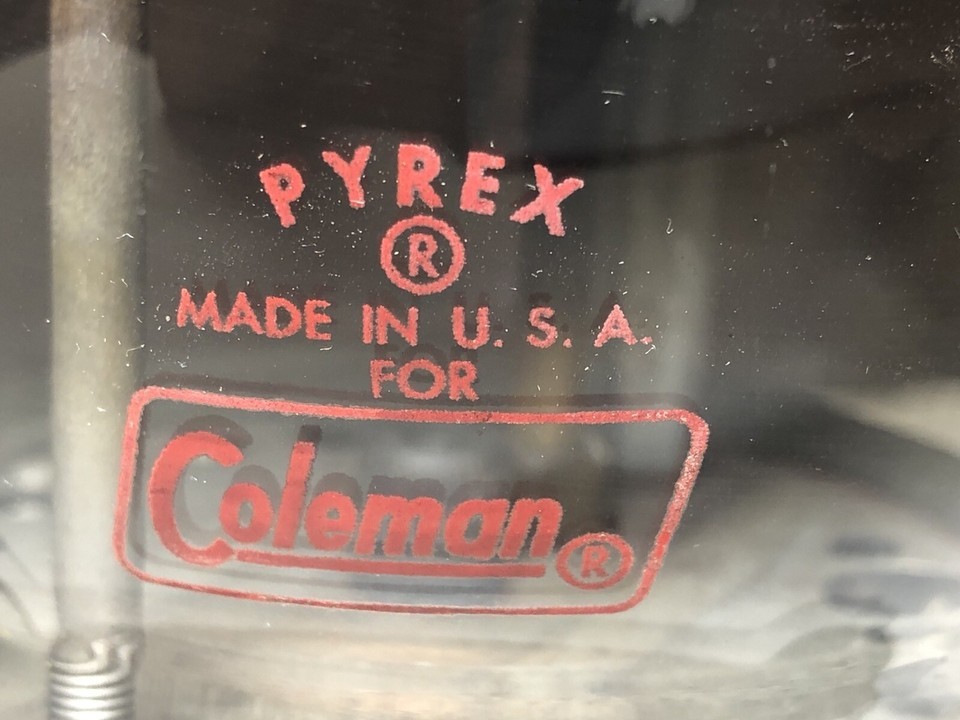 PYREX
®
MADE IN U. S. A.
FOR
Coleman ®